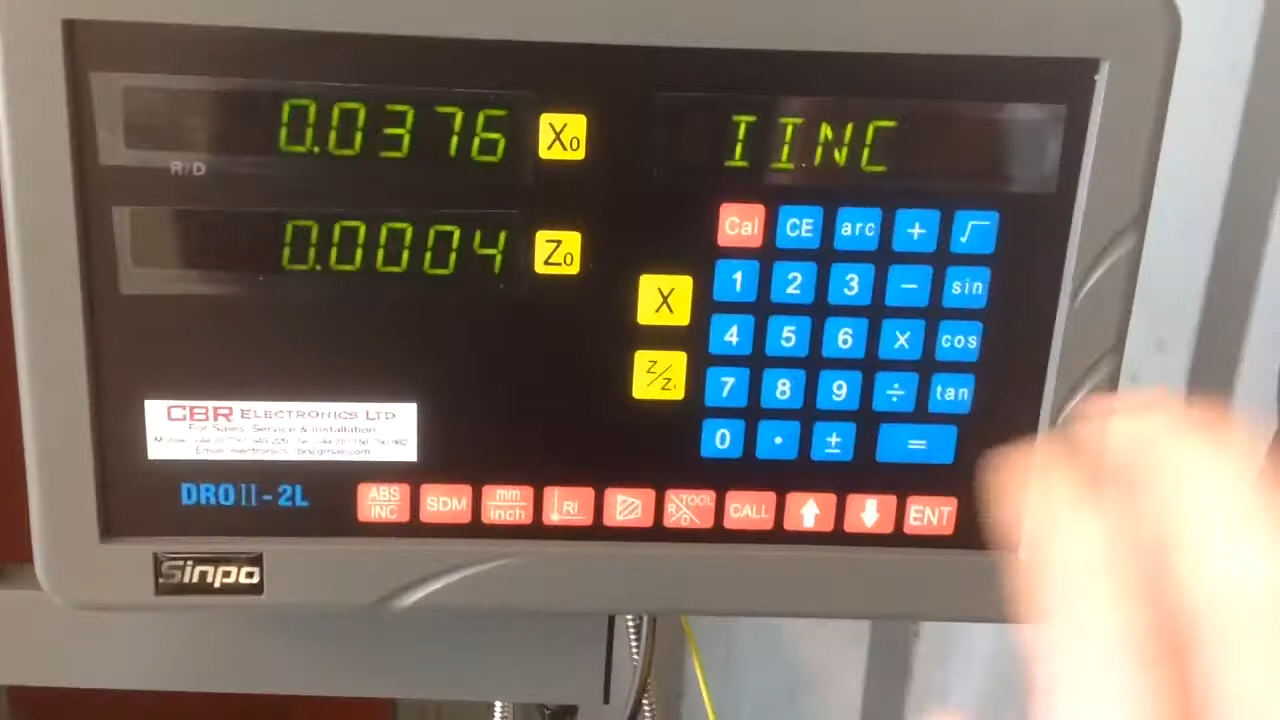 0.0376 X₀ IINC
R/D
0.0004 Z₀
X
Z/Z₁
Cal CE arc + √
1 2 3 − sin
4 5 6 × cos
7 8 9 ÷ tan
0 . ± =
CBR ELECTRONICS LTD
For Sales, Service & Installation
DROII-2L
ABS/INC SDM mm/inch RI TOOL R/D CALL ENT
Sinpo